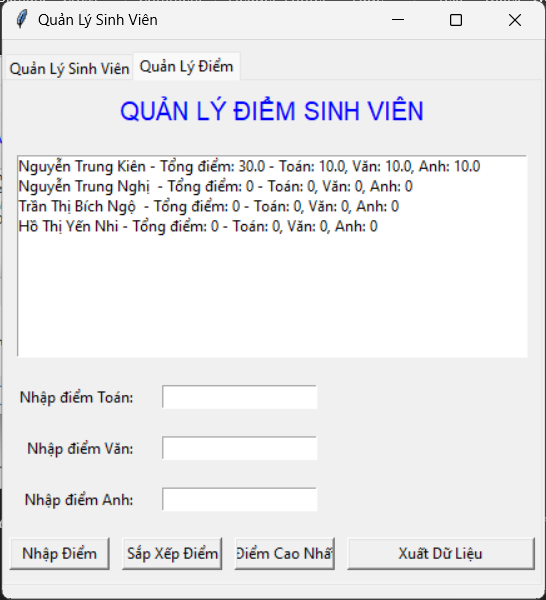 Quản Lý Sinh Viên
Quản Lý Sinh Viên Quản Lý Điểm
QUẢN LÝ ĐIỂM SINH VIÊN
Nguyễn Trung Kiên - Tổng điểm: 30.0 - Toán: 10.0, Văn: 10.0, Anh: 10.0
Nguyễn Trung Nghị  - Tổng điểm: 0 - Toán: 0, Văn: 0, Anh: 0
Trần Thị Bích Ngộ  - Tổng điểm: 0 - Toán: 0, Văn: 0, Anh: 0
Hồ Thị Yến Nhi - Tổng điểm: 0 - Toán: 0, Văn: 0, Anh: 0
Nhập điểm Toán:
Nhập điểm Văn:
Nhập điểm Anh:
Nhập Điểm Sắp Xếp Điểm Điểm Cao Nhất Xuất Dữ Liệu